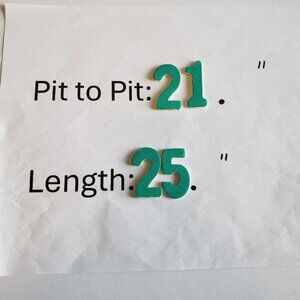 Pit to Pit:21. "
Length:25. "